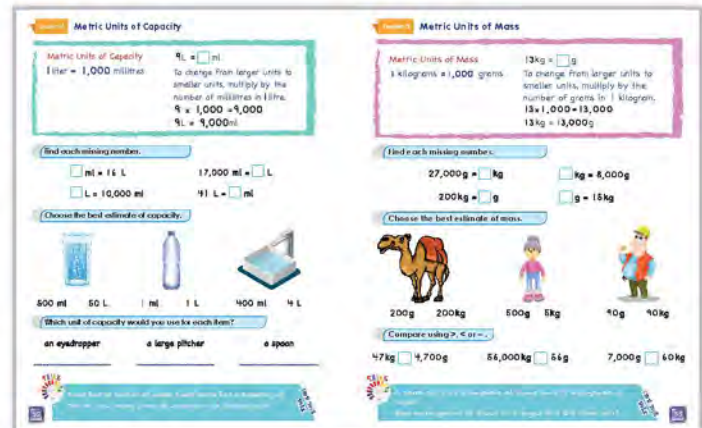 Metric Units of Capacity
Metric Units of Capacity
1 liter = 1,000 millitres
9L = □ ml
To change from larger units to
smaller units, multiply by the
number of millitres in 1 litre.
9 x 1,000 = 9,000
9L = 9,000ml
Find each missing number.
□ ml = 16 L
17,000 ml = □ L
□ L = 10,000 ml
41 L = □ ml
Choose the best estimate of capacity.
500 ml 50 L
1 ml 1 L
400 ml 4 L
Which unit of capacity would you use for each item?
an eyedropper
a large pitcher
a spoon
Metric Units of Mass
Metric Units of Mass
1 kilograms = 1,000 grams
13kg = □ g
To change from larger units to
smaller units, multiply by the
number of grams in 1 kilogram.
13 x 1,000 = 13,000
13kg = 13,000g
Find each missing number.
27,000g = □ kg
□ kg = 8,000g
200kg = □ g
□ g = 15kg
Choose the best estimate of mass.
200g 200kg
500g 5kg
90g 90kg
Compare using >, < or =.
47kg □ 4,700g
56,000kg □ 56g
7,000g □ 60kg